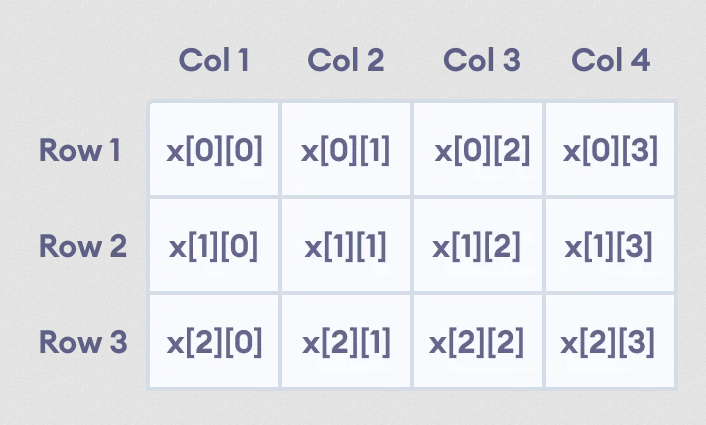 Col 1 Col 2 Col 3 Col 4
Row 1 x[0][0] x[0][1] x[0][2] x[0][3]
Row 2 x[1][0] x[1][1] x[1][2] x[1][3]
Row 3 x[2][0] x[2][1] x[2][2] x[2][3]